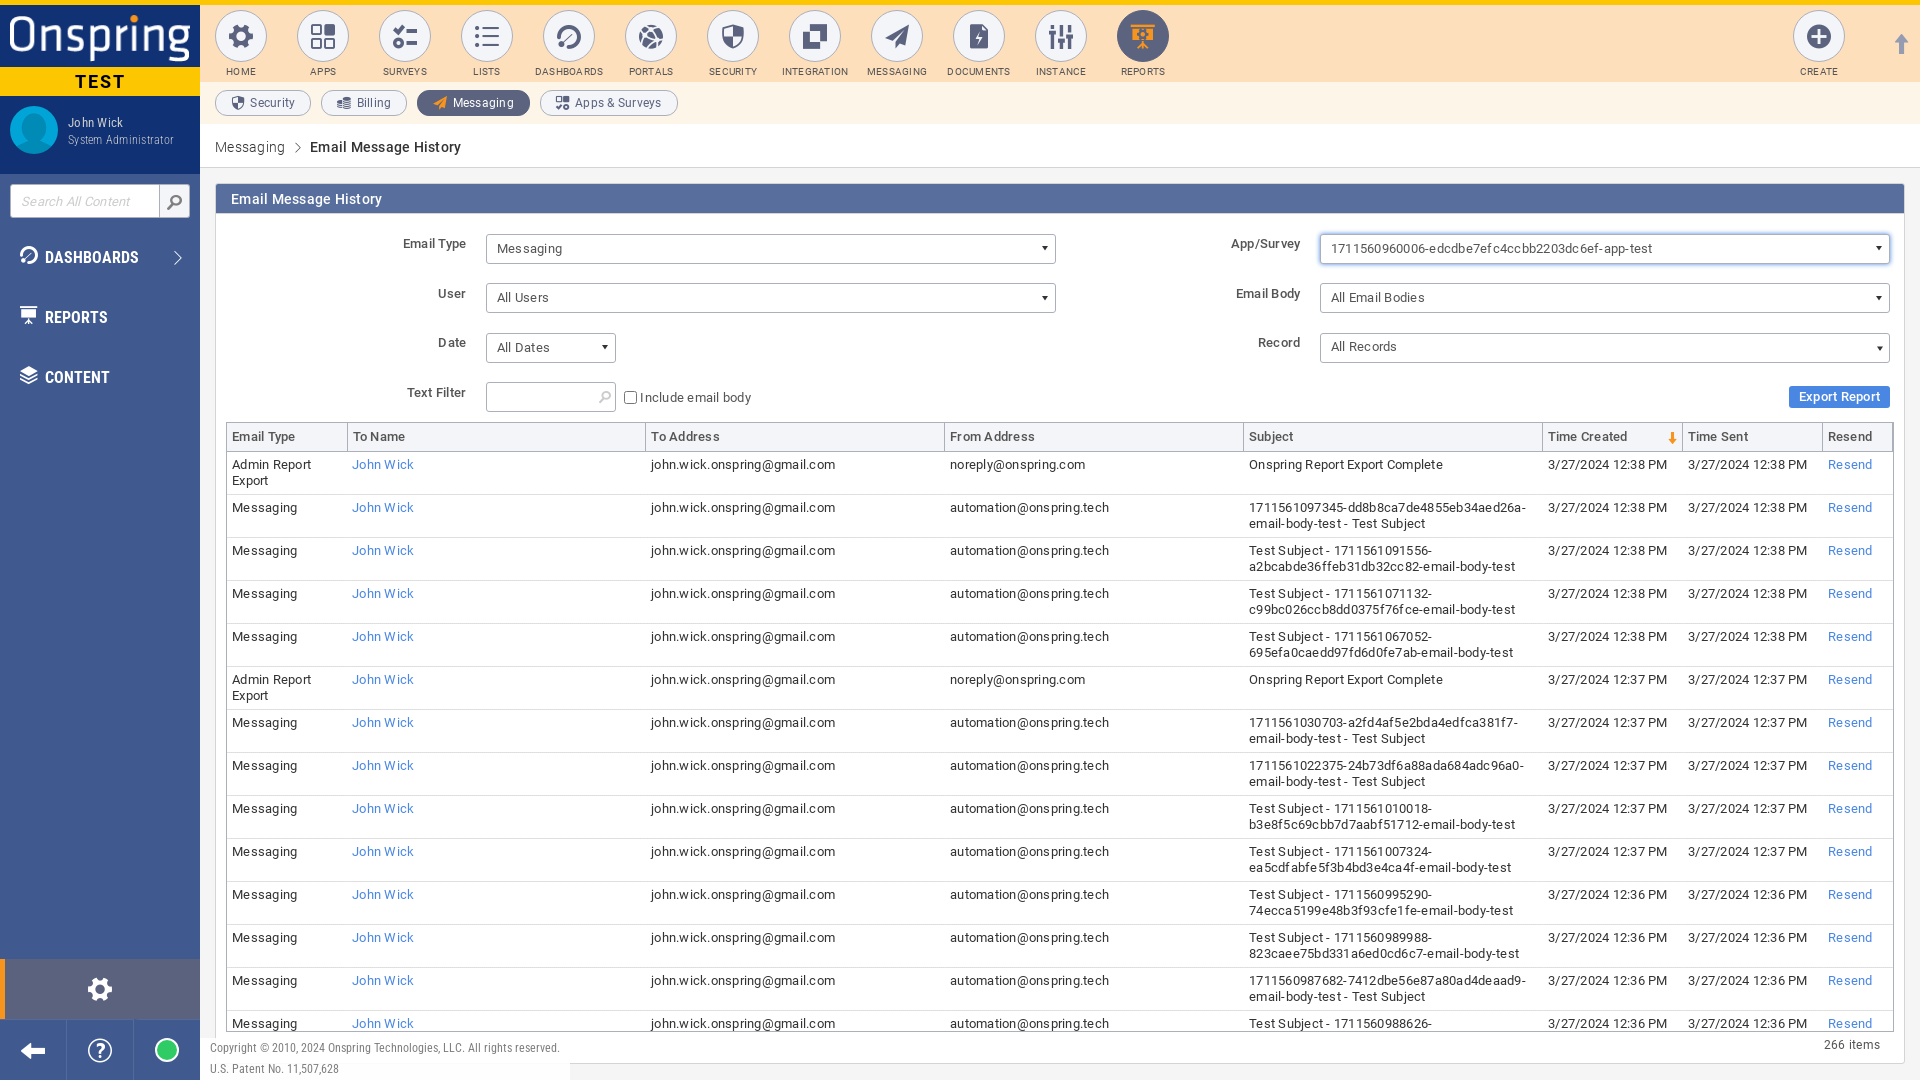 Onspring
TEST
John Wick
System Administrator
Search All Content
DASHBOARDS
REPORTS
CONTENT
HOME
APPS
SURVEYS
LISTS
DASHBOARDS
PORTALS
SECURITY
INTEGRATION
MESSAGING
DOCUMENTS
INSTANCE
REPORTS
CREATE
Security
Billing
Messaging
Apps & Surveys
Messaging
Email Message History
Email Message History
Email Type
Messaging
App/Survey
1711560960006-edcdbe7efc4ccbb2203dc6ef-app-test
User
All Users
Email Body
All Email Bodies
Date
All Dates
Record
All Records
Text Filter
Include email body
Export Report
Email Type To Name To Address From Address Subject Time Created Time Sent Resend
Admin Report John Wick john.wick.onspring@gmail.com noreply@onspring.com Onspring Report Export Complete 3/27/2024 12:38 PM 3/27/2024 12:38 PM Resend
Export
Messaging John Wick john.wick.onspring@gmail.com automation@onspring.tech 1711561097345-dd8b8ca7de4855eb34aed26a- 3/27/2024 12:38 PM 3/27/2024 12:38 PM Resend
email-body-test - Test Subject
Messaging John Wick john.wick.onspring@gmail.com automation@onspring.tech Test Subject - 1711561091556- 3/27/2024 12:38 PM 3/27/2024 12:38 PM Resend
a2bcabde36ffeb31db32cc82-email-body-test
Messaging John Wick john.wick.onspring@gmail.com automation@onspring.tech Test Subject - 1711561071132- 3/27/2024 12:38 PM 3/27/2024 12:38 PM Resend
c99bc026ccb8dd0375f76fce-email-body-test
Messaging John Wick john.wick.onspring@gmail.com automation@onspring.tech Test Subject - 1711561067052- 3/27/2024 12:38 PM 3/27/2024 12:38 PM Resend
695efa0caedd97fd6d0fe7ab-email-body-test
Admin Report John Wick john.wick.onspring@gmail.com noreply@onspring.com Onspring Report Export Complete 3/27/2024 12:37 PM 3/27/2024 12:37 PM Resend
Export
Messaging John Wick john.wick.onspring@gmail.com automation@onspring.tech 1711561030703-a2fd4af5e2bda4edfca381f7- 3/27/2024 12:37 PM 3/27/2024 12:37 PM Resend
email-body-test - Test Subject
Messaging John Wick john.wick.onspring@gmail.com automation@onspring.tech 1711561022375-24b73df6a88ada684adc96a0- 3/27/2024 12:37 PM 3/27/2024 12:37 PM Resend
email-body-test - Test Subject
Messaging John Wick john.wick.onspring@gmail.com automation@onspring.tech Test Subject - 1711561010018- 3/27/2024 12:37 PM 3/27/2024 12:37 PM Resend
b3e8f5c69cbb7d7aabf51712-email-body-test
Messaging John Wick john.wick.onspring@gmail.com automation@onspring.tech Test Subject - 1711561007324- 3/27/2024 12:37 PM 3/27/2024 12:37 PM Resend
ea5cdfabfe5f3b4bd3e4ca4f-email-body-test
Messaging John Wick john.wick.onspring@gmail.com automation@onspring.tech Test Subject - 1711560995290- 3/27/2024 12:36 PM 3/27/2024 12:36 PM Resend
74ecca5199e48b3f93cfe1fe-email-body-test
Messaging John Wick john.wick.onspring@gmail.com automation@onspring.tech Test Subject - 1711560989988- 3/27/2024 12:36 PM 3/27/2024 12:36 PM Resend
823caee75bd331a6ed0cd6c7-email-body-test
Messaging John Wick john.wick.onspring@gmail.com automation@onspring.tech 1711560987682-7412dbe56e87a80ad4deaad9- 3/27/2024 12:36 PM 3/27/2024 12:36 PM Resend
email-body-test - Test Subject
Messaging John Wick john.wick.onspring@gmail.com automation@onspring.tech Test Subject - 1711560988626- 3/27/2024 12:36 PM 3/27/2024 12:36 PM Resend
266 items
Copyright © 2010, 2024 Onspring Technologies, LLC. All rights reserved.
U.S. Patent No. 11,507,628